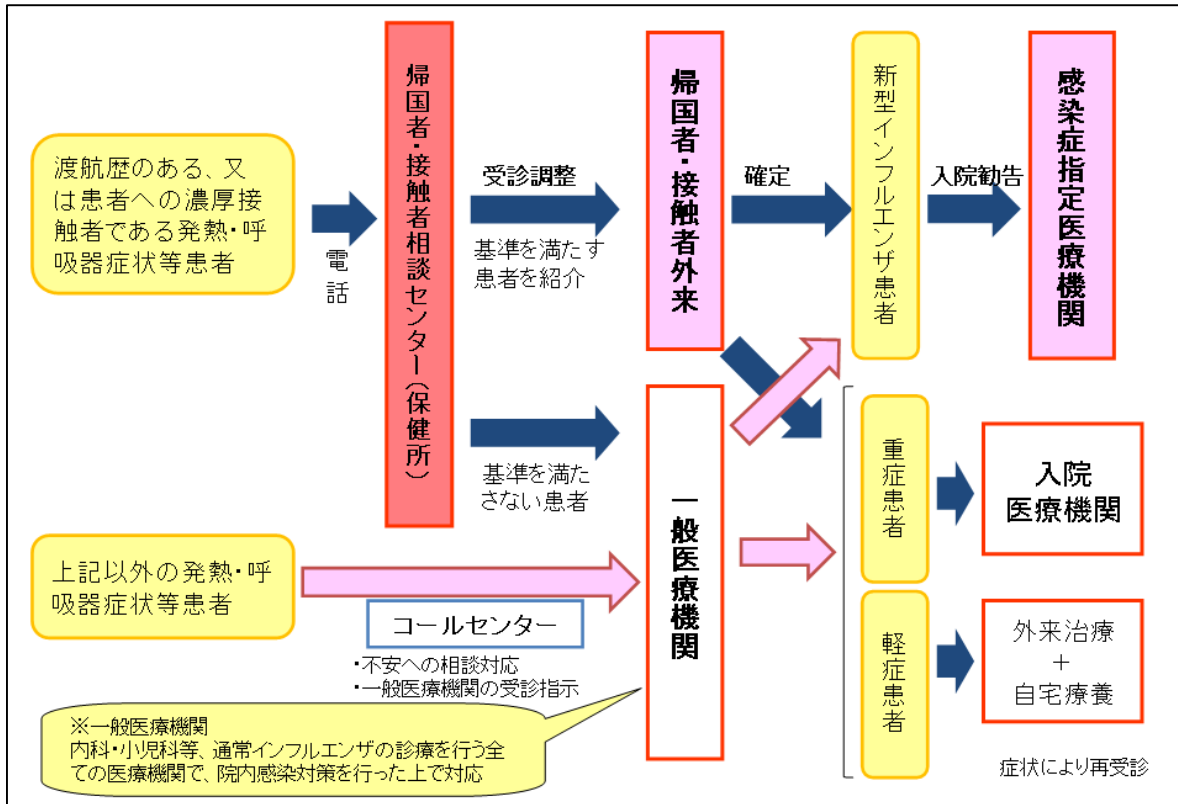 渡航歴のある、又
は患者への濃厚接
触者である発熱・呼
吸器症状等患者
電話
帰国者・接触者相談センター(保健所)
受診調整
基準を満たす
患者を紹介
帰国者・接触者外来
確定
新型インフルエンザ患者
入院勧告
感染症指定医療機関
基準を満た
さない患者
上記以外の発熱・呼
吸器症状等患者
コールセンター
・不安への相談対応
・一般医療機関の受診指示
一般医療機関
重症患者
入院
医療機関
軽症患者
外来治療
+
自宅療養
症状により再受診
※一般医療機関
内科・小児科等、通常インフルエンザの診療を行う全
ての医療機関で、院内感染対策を行った上で対応